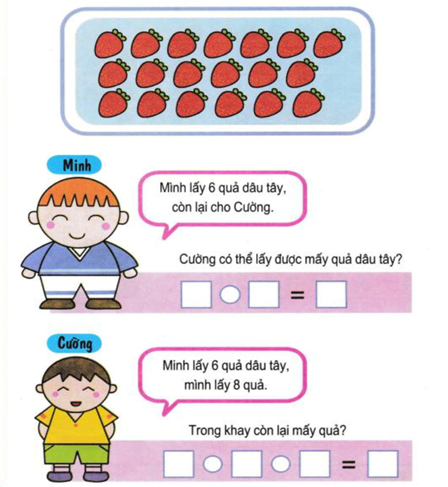 Minh
Mình lấy 6 quả dâu tây,
còn lại cho Cường.
Cường có thể lấy được mấy quả dâu tây?
=
Cường
Minh lấy 6 quả dâu tây,
mình lấy 8 quả.
Trong khay còn lại mấy quả?
=